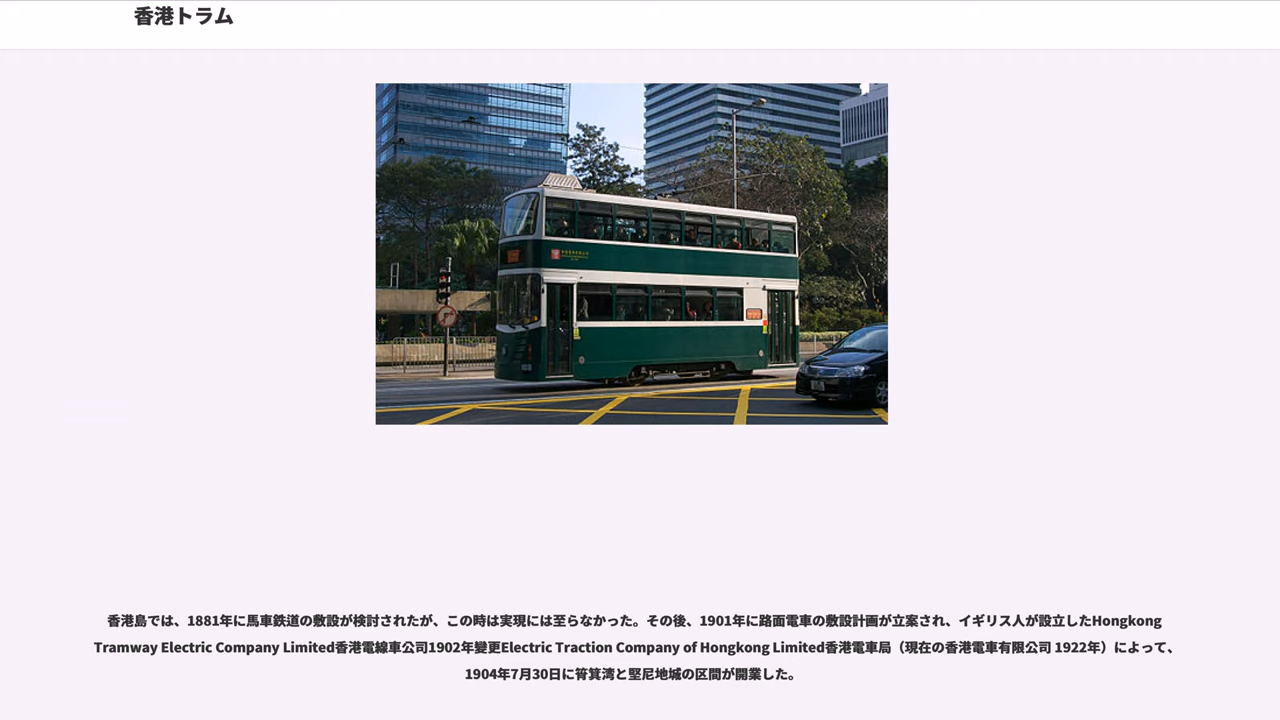 香港トラム
香港島では、1881年に馬車鉄道の敷設が検討されたが、この時は実現には至らなかった。その後、1901年に路面電車の敷設計画が立案され、イギリス人が設立したHongkong
Tramway Electric Company Limited香港電線車公司1902年變更Electric Traction Company of Hongkong Limited香港電車局（現在の香港電車有限公司 1922年）によって、
1904年7月30日に筲箕湾と堅尼地城の区間が開業した。